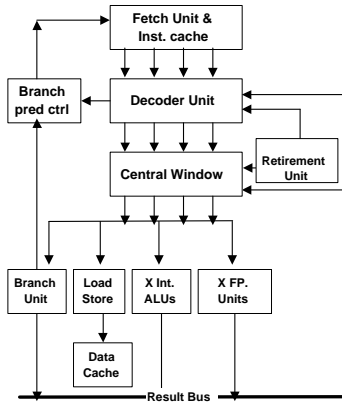 Fetch Unit &
Inst. cache
Branch
pred ctrl
Decoder Unit
Retirement
Unit
Central Window
Branch
Unit
Load
Store
X Int.
ALUs
X FP.
Units
Data
Cache
Result Bus